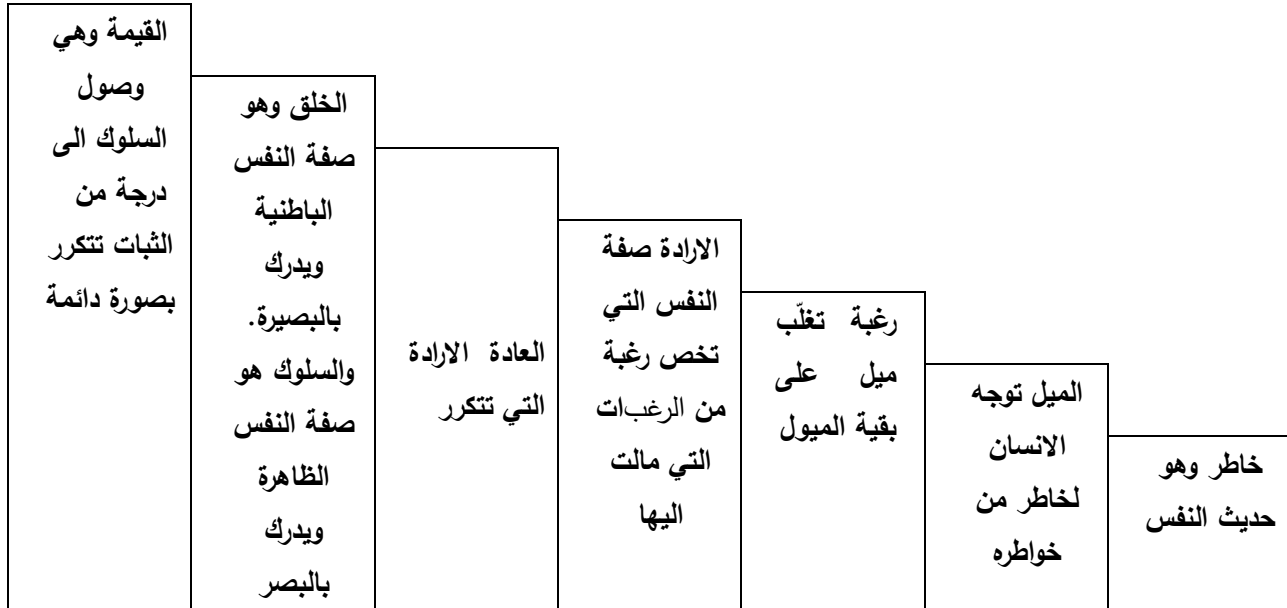 خاطر وهو
حديث النفس
الميل توجه
الانسان
لخاطر من
خواطره
رغبة تغلّب
ميل على
بقية الميول
الارادة صفة
النفس التي
تخص رغبة
من الرغبات
التي مالت
اليها
العادة الارادة
التي تتكرر
الخلق وهو
صفة النفس
الباطنية
ويدرك
بالبصيرة.
والسلوك هو
صفة النفس
الظاهرة
ويدرك
بالبصر
القيمة وهي
وصول
السلوك الى
درجة من
الثبات تتكرر
بصورة دائمة